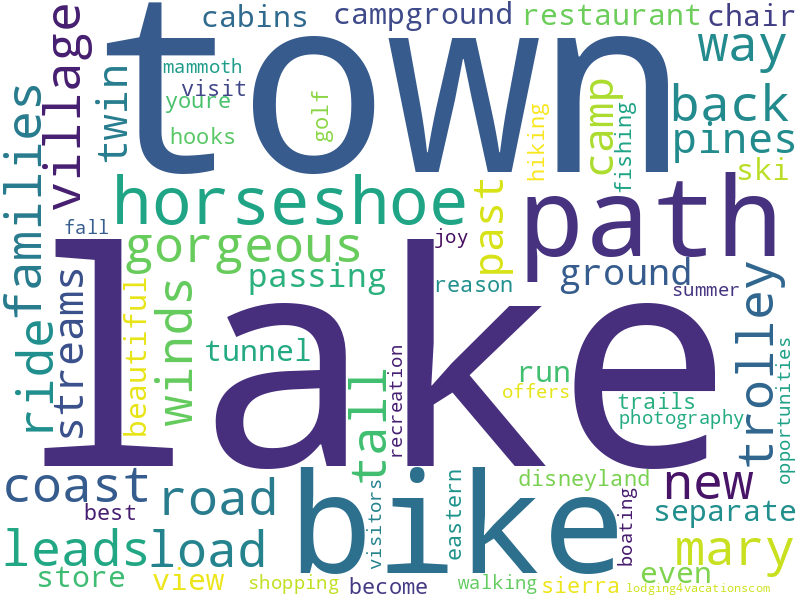 cabins
campground
restaurant
chair
town
way
village
twin
mammoth
visit
youre
hooks
golf
hiking
camp
fishing
back
pines
ski
families
horseshoe
past
path
fall
gorgeous
joy
passing
reason
ground
summer
trolley
ride
streams
beautiful
winds
lake
tunnel
tall
recreation
run
offers
trails
photography
opportunities
coast
best
road
bike
disneyland
new
boating
separate
leads
load
visitors
eastern
mary
store
view
shopping
become
walking
sierra
even
lodging4vacationscom